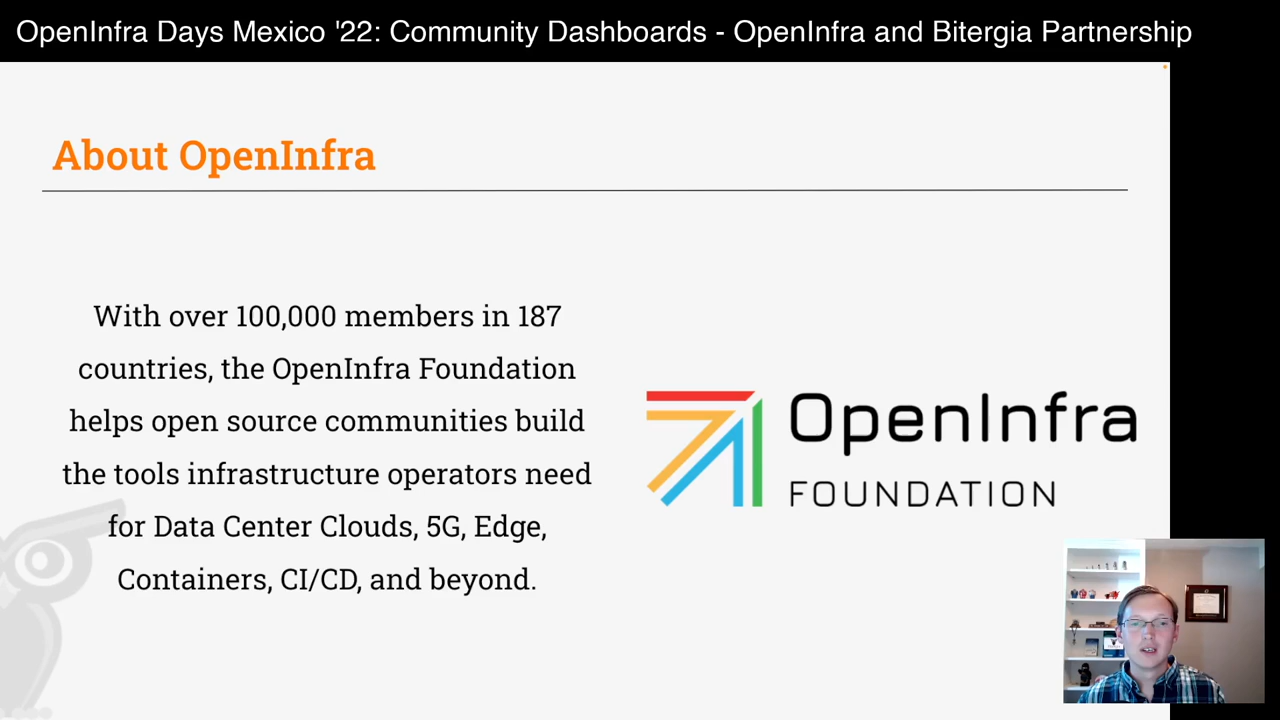 OpenInfra Days Mexico '22: Community Dashboards - OpenInfra and Bitergia Partnership
About OpenInfra
With over 100,000 members in 187
countries, the OpenInfra Foundation
helps open source communities build
the tools infrastructure operators need
for Data Center Clouds, 5G, Edge,
Containers, CI/CD, and beyond.
OpenInfra
FOUNDATION